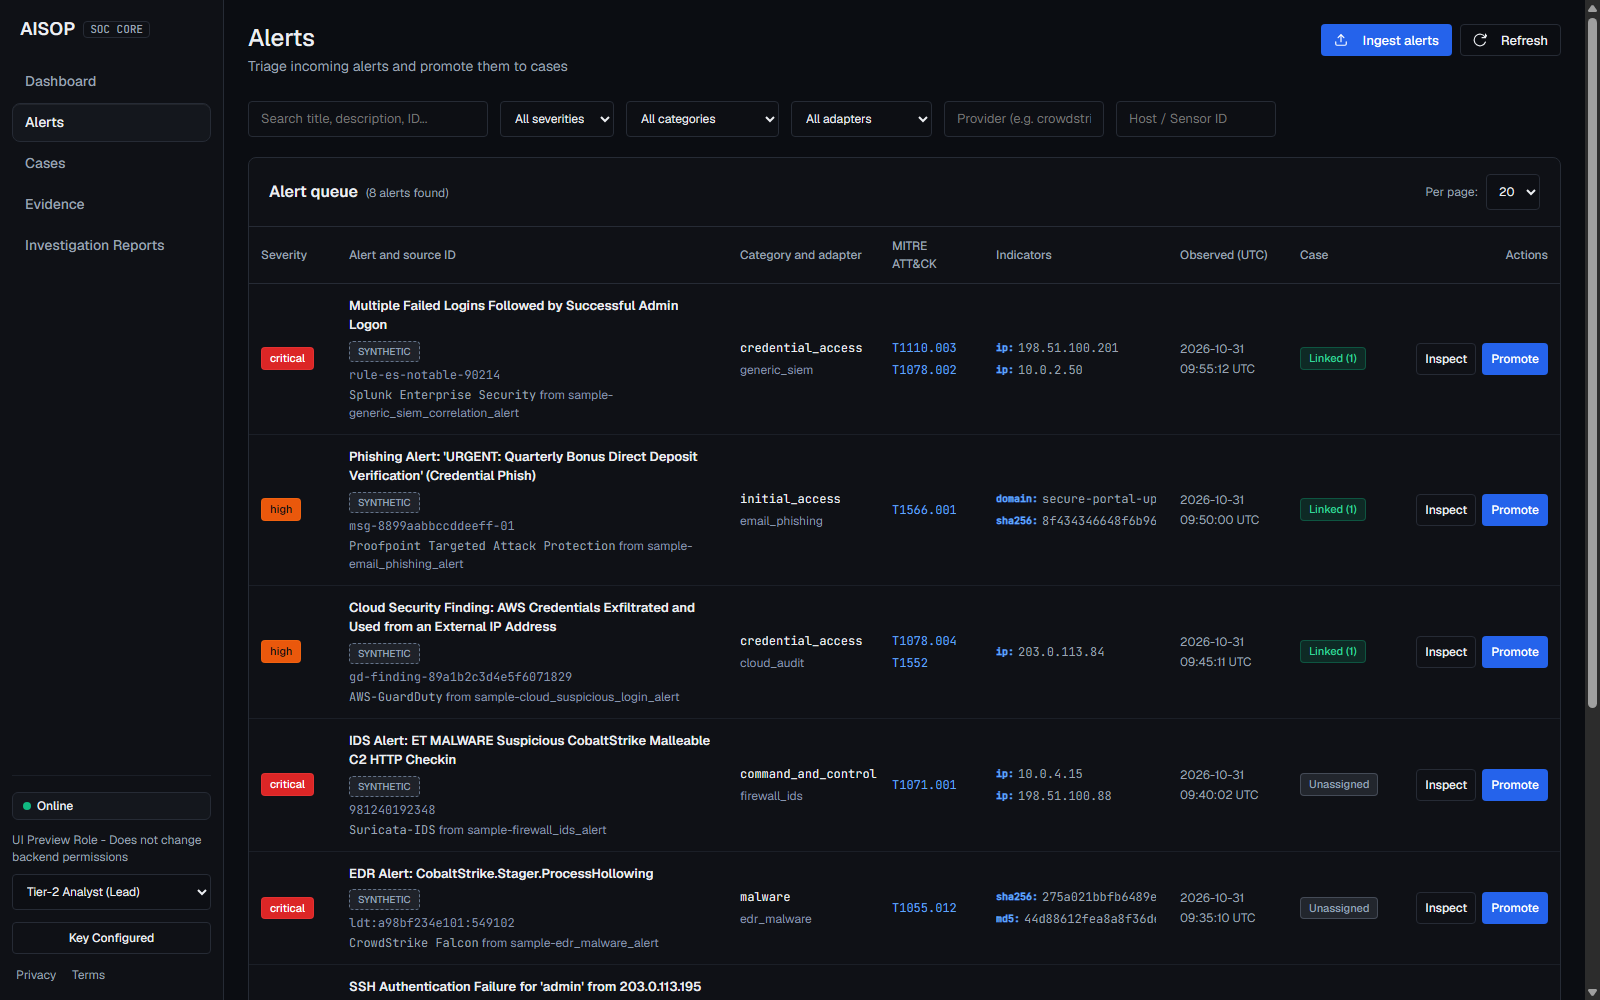 AISOP SOC CORE
Dashboard
Alerts
Cases
Evidence
Investigation Reports
Online
UI Preview Role - Does not change
backend permissions
Tier-2 Analyst (Lead)
Key Configured
Privacy Terms
Alerts
Triage incoming alerts and promote them to cases
Ingest alerts
Refresh
Search title, description, ID...
All severities
All categories
All adapters
Provider (e.g. crowdstri
Host / Sensor ID
Alert queue (8 alerts found)
Per page: 20
Severity
Alert and source ID
Category and adapter
MITRE
ATT&CK
Indicators
Observed (UTC)
Case
Actions
critical
Multiple Failed Logins Followed by Successful Admin
Logon
SYNTHETIC
rule-es-notable-90214
Splunk Enterprise Security from sample-
generic_siem_correlation_alert
credential_access
generic_siem
T1110.003
T1078.002
ip: 198.51.100.201
ip: 10.0.2.50
2026-10-31
09:55:12 UTC
Linked (1)
Inspect
Promote
high
Phishing Alert: 'URGENT: Quarterly Bonus Direct Deposit
Verification' (Credential Phish)
SYNTHETIC
msg-8899aabbccddeeff-01
Proofpoint Targeted Attack Protection from sample-
email_phishing_alert
initial_access
email_phishing
T1566.001
domain: secure-portal-up
sha256: 8f434346648f6b96
2026-10-31
09:50:00 UTC
Linked (1)
Inspect
Promote
high
Cloud Security Finding: AWS Credentials Exfiltrated and
Used from an External IP Address
SYNTHETIC
gd-finding-89a1b2c3d4e5f6071829
AWS-GuardDuty from sample-cloud_suspicious_login_alert
credential_access
cloud_audit
T1078.004
T1552
ip: 203.0.113.84
2026-10-31
09:45:11 UTC
Linked (1)
Inspect
Promote
critical
IDS Alert: ET MALWARE Suspicious CobaltStrike Malleable
C2 HTTP Checkin
SYNTHETIC
981240192348
Suricata-IDS from sample-firewall_ids_alert
command_and_control
firewall_ids
T1071.001
ip: 10.0.4.15
ip: 198.51.100.88
2026-10-31
09:40:02 UTC
Unassigned
Inspect
Promote
critical
EDR Alert: CobaltStrike.Stager.ProcessHollowing
SYNTHETIC
ldt:a98bf234e101:549102
CrowdStrike Falcon from sample-edr_malware_alert
malware
edr_malware
T1055.012
sha256: 275a021bbfb6489e
md5: 44d88612fea8a8f36de
2026-10-31
09:35:10 UTC
Unassigned
Inspect
Promote
SSH Authentication Failure for 'admin' from 203.0.113.195